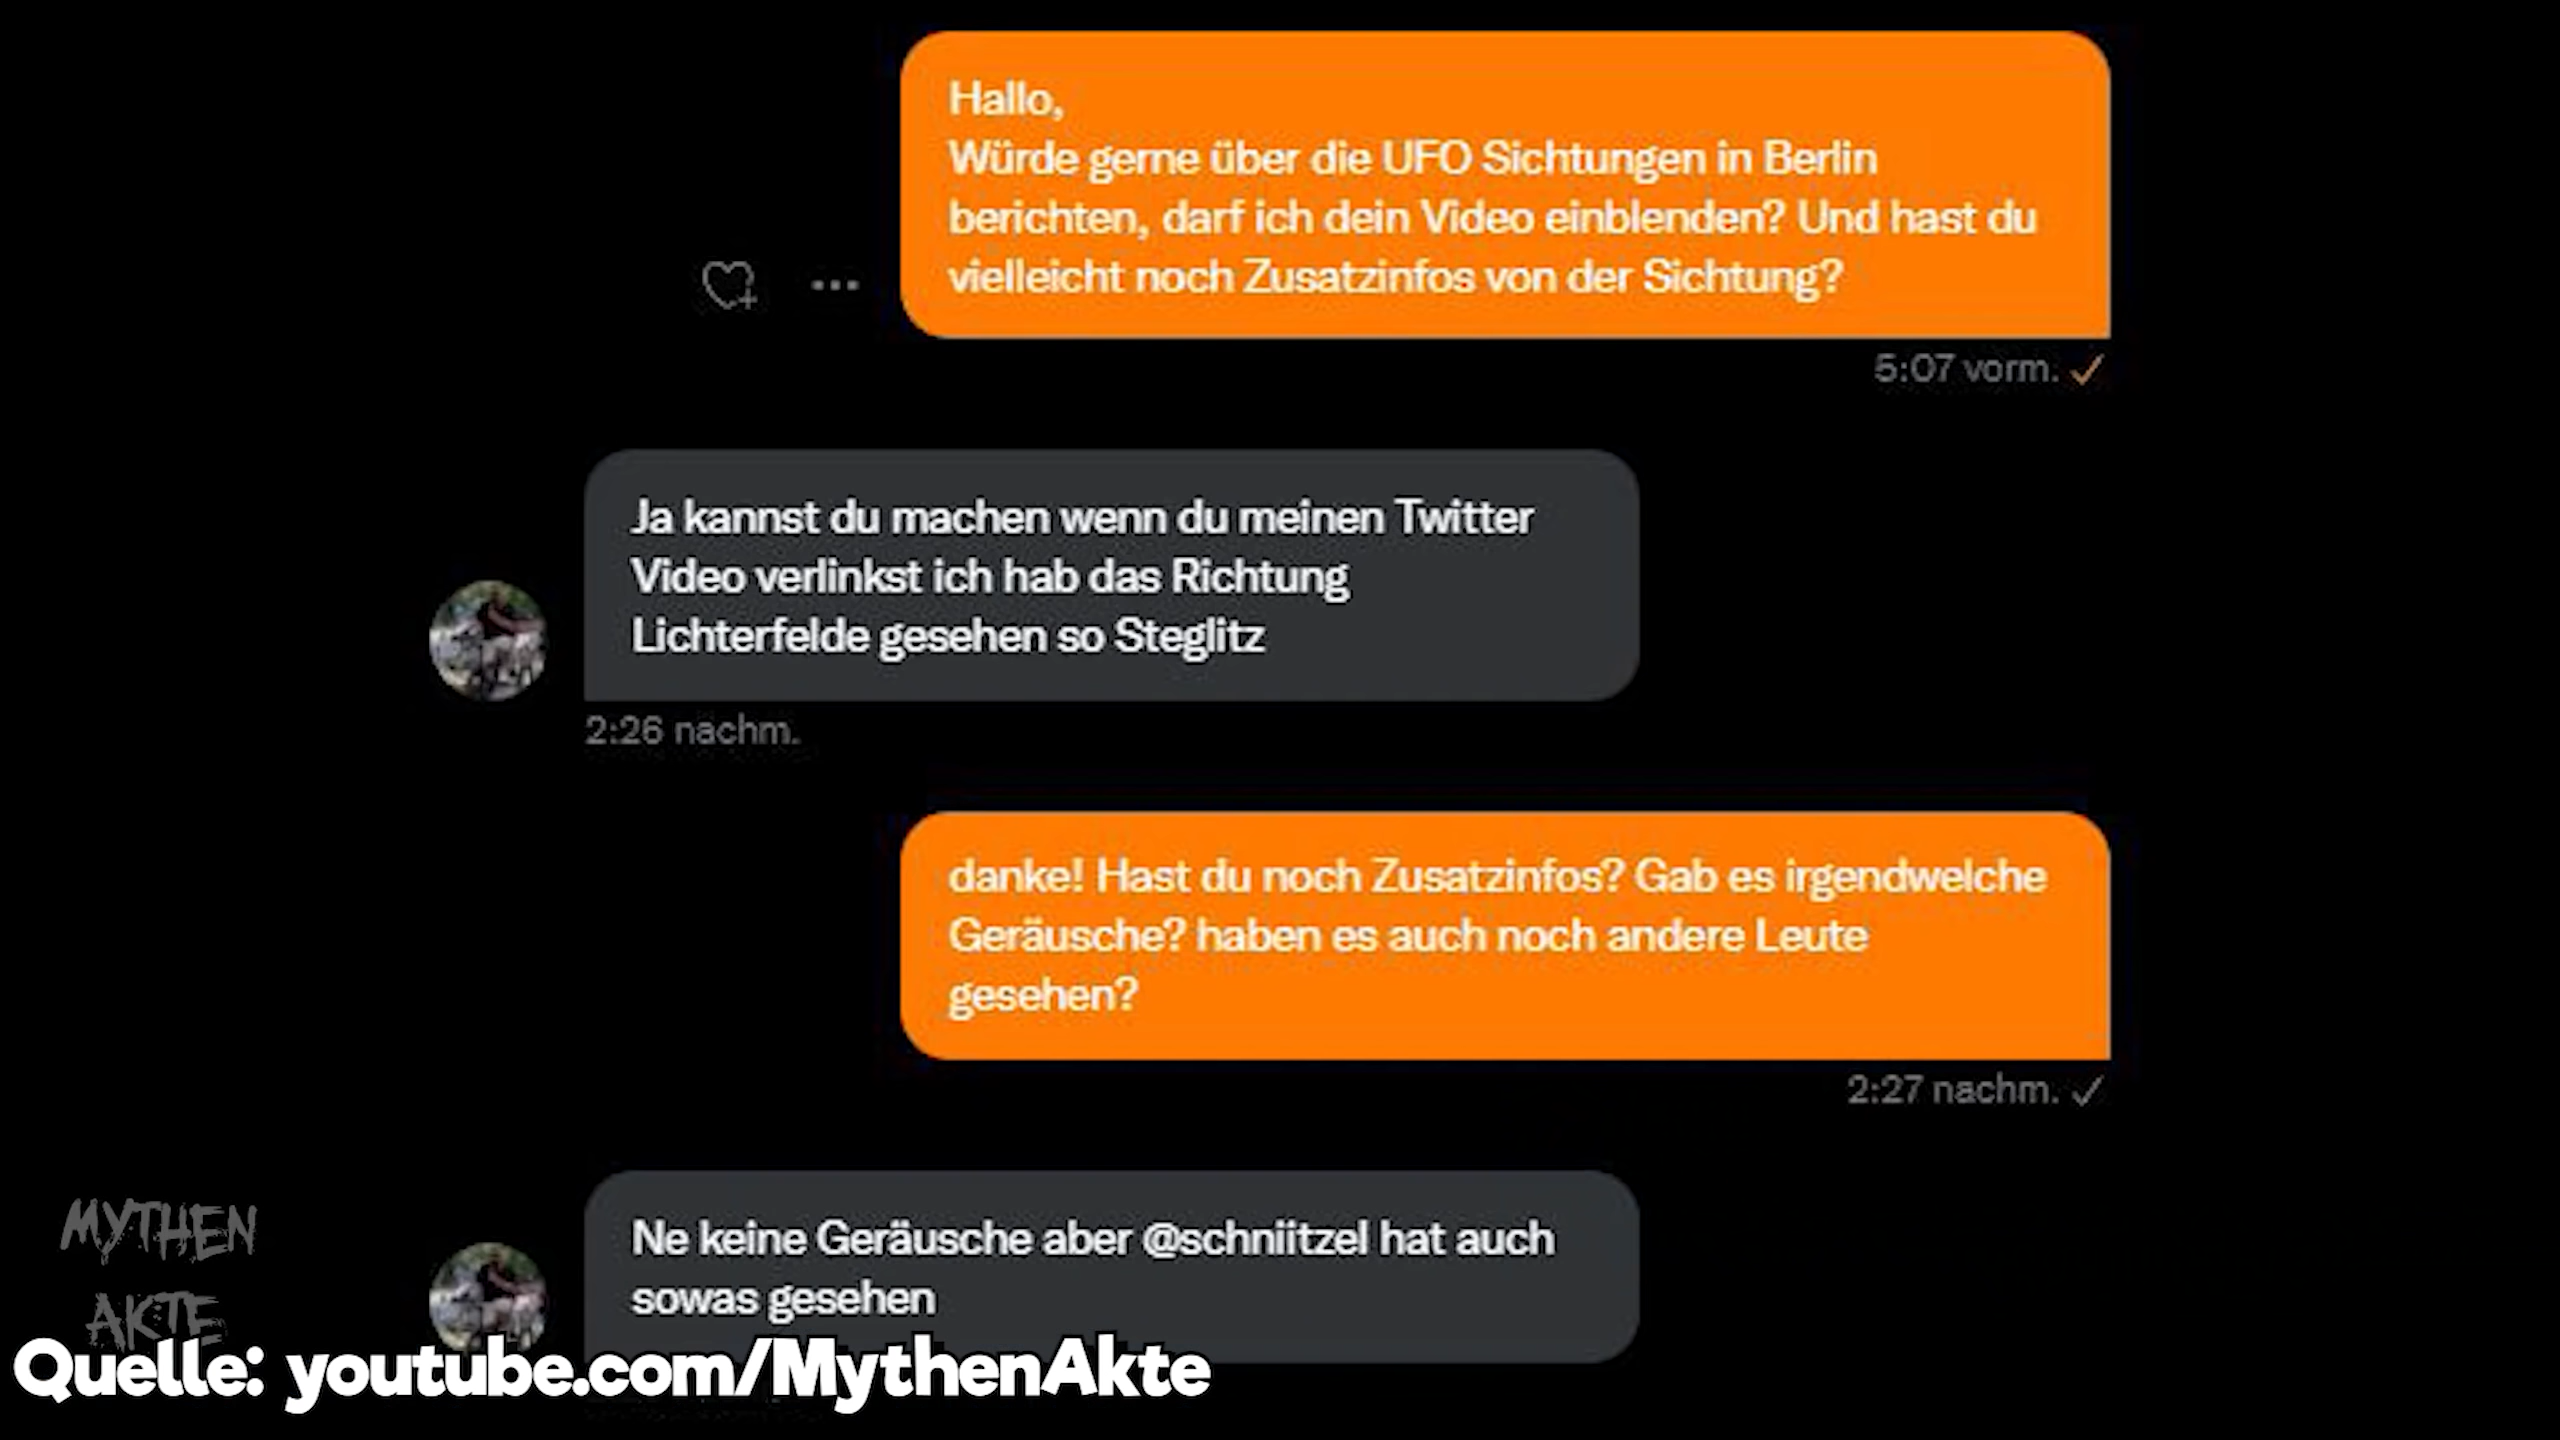 Hallo,
Würde gerne über die UFO Sichtungen in Berlin
berichten, darf ich dein Video einblenden? Und hast du
vielleicht noch Zusatzinfos von der Sichtung?
5:07 vorm.
Ja kannst du machen wenn du meinen Twitter
Video verlinkst ich hab das Richtung
Lichterfelde gesehen so Steglitz
2:26 nachm.
danke! Hast du noch Zusatzinfos? Gab es irgendwelche
Geräusche? haben es auch noch andere Leute
gesehen?
2:27 nachm.
Ne keine Geräusche aber @schniitzel hat auch
sowas gesehen
MYTHEN
AKTE
Quelle: youtube.com/MythenAkte